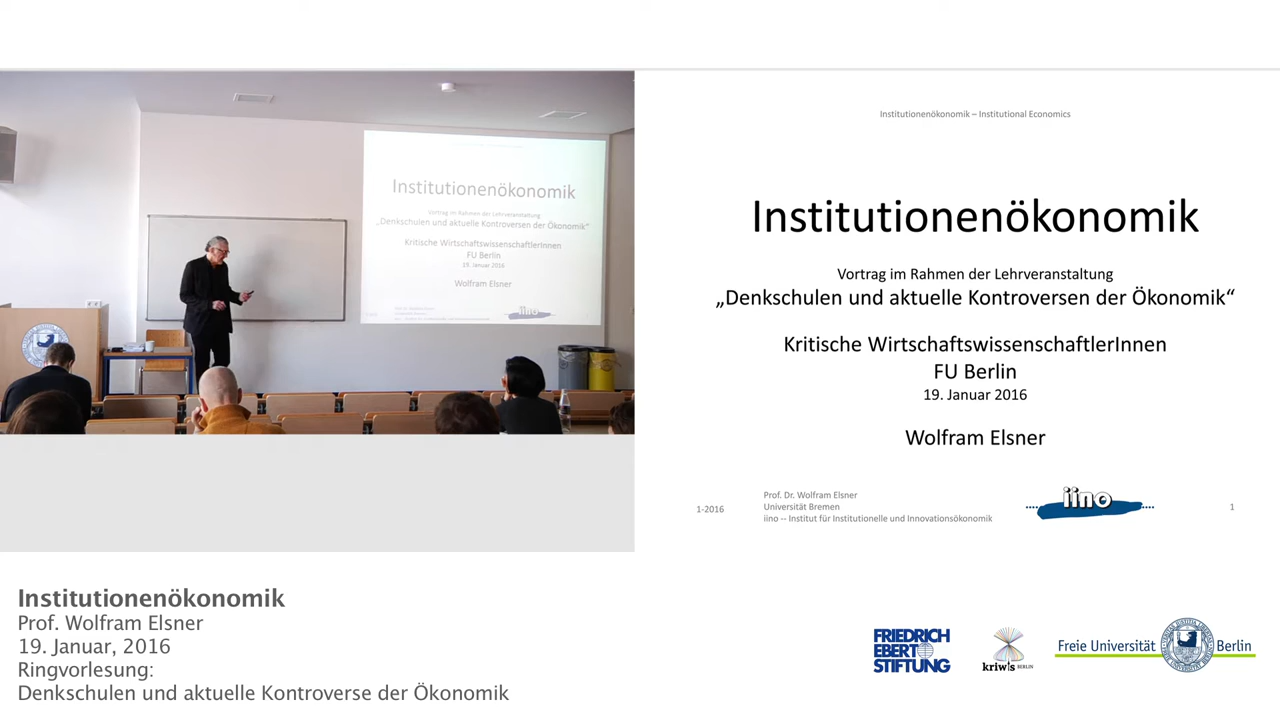 Institutionenökonomik
Vortrag im Rahmen der Lehrveranstaltung
„Denkschulen und aktuelle Kontroversen der Ökonomik“
Kritische WirtschaftswissenschaftlerInnen
FU Berlin
19. Januar 2016
Wolfram Elsner
iino
Institutionenökonomik – Institutional Economics
Institutionenökonomik
Vortrag im Rahmen der Lehrveranstaltung
„Denkschulen und aktuelle Kontroversen der Ökonomik“
Kritische WirtschaftswissenschaftlerInnen
FU Berlin
19. Januar 2016
Wolfram Elsner
1-2016
Prof. Dr. Wolfram Elsner
Universität Bremen
iino -- Institut für Institutionelle und Innovationsökonomik
iino
1
Institutionenökonomik
Prof. Wolfram Elsner
19. Januar, 2016
Ringvorlesung:
Denkschulen und aktuelle Kontroverse der Ökonomik
FRIEDRICH
EBERT
STIFTUNG
kriwis BERLIN
Freie Universität Berlin